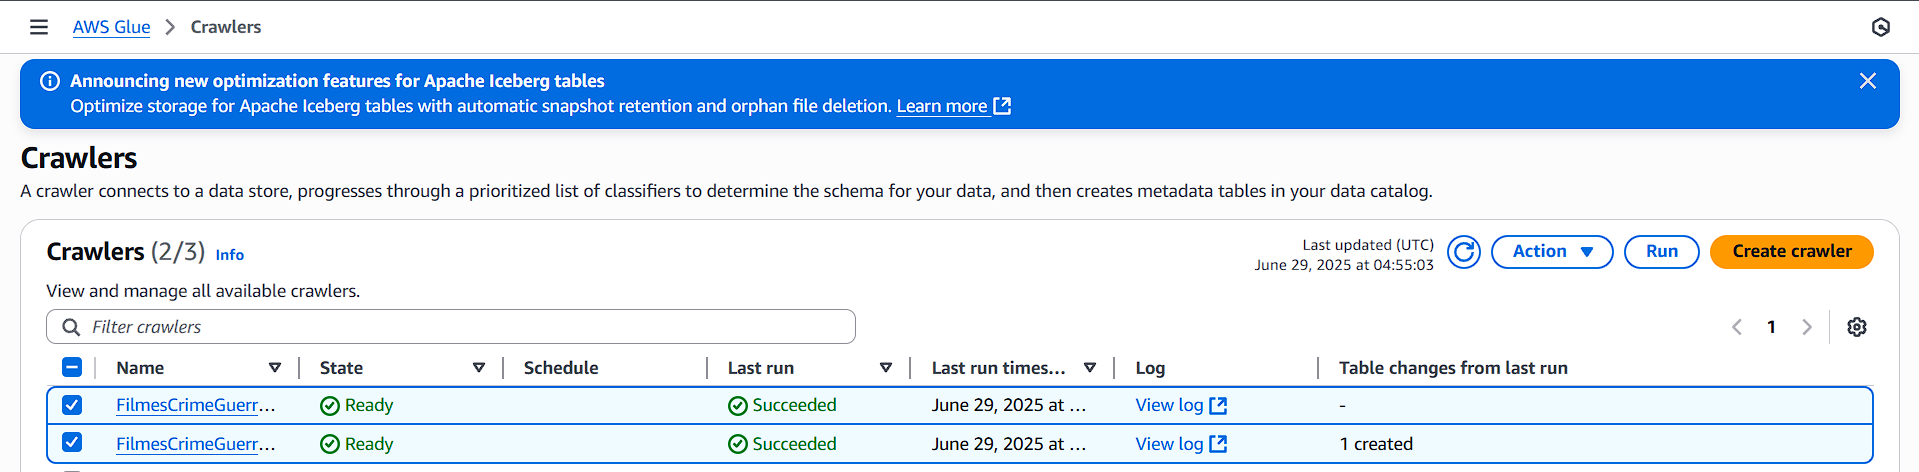 AWS Glue > Crawlers
Announcing new optimization features for Apache Iceberg tables
Optimize storage for Apache Iceberg tables with automatic snapshot retention and orphan file deletion. Learn more
Crawlers
A crawler connects to a data store, progresses through a prioritized list of classifiers to determine the schema for your data, and then creates metadata tables in your data catalog.
Crawlers (2/3) Info
Last updated (UTC)
June 29, 2025 at 04:55:03
Action Run Create crawler
View and manage all available crawlers.
Filter crawlers
1
Name State Schedule Last run Last run times... Log Table changes from last run
FilmesCrimeGuerr... Ready Succeeded June 29, 2025 at ... View log -
FilmesCrimeGuerr... Ready Succeeded June 29, 2025 at ... View log 1 created